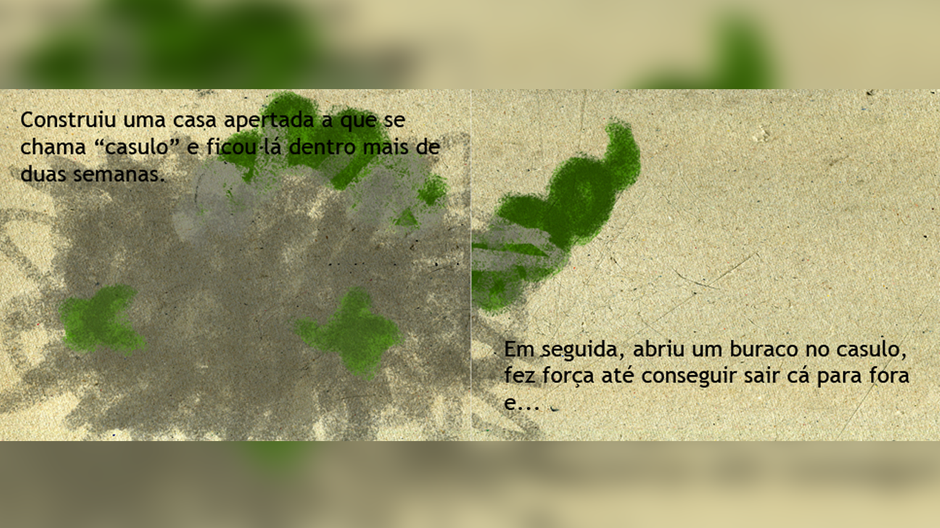 Construiu uma casa apertada a que se
chama “casulo” e ficou lá dentro mais de
duas semanas.
Em seguida, abriu um buraco no casulo,
fez força até conseguir sair cá para fora
e...